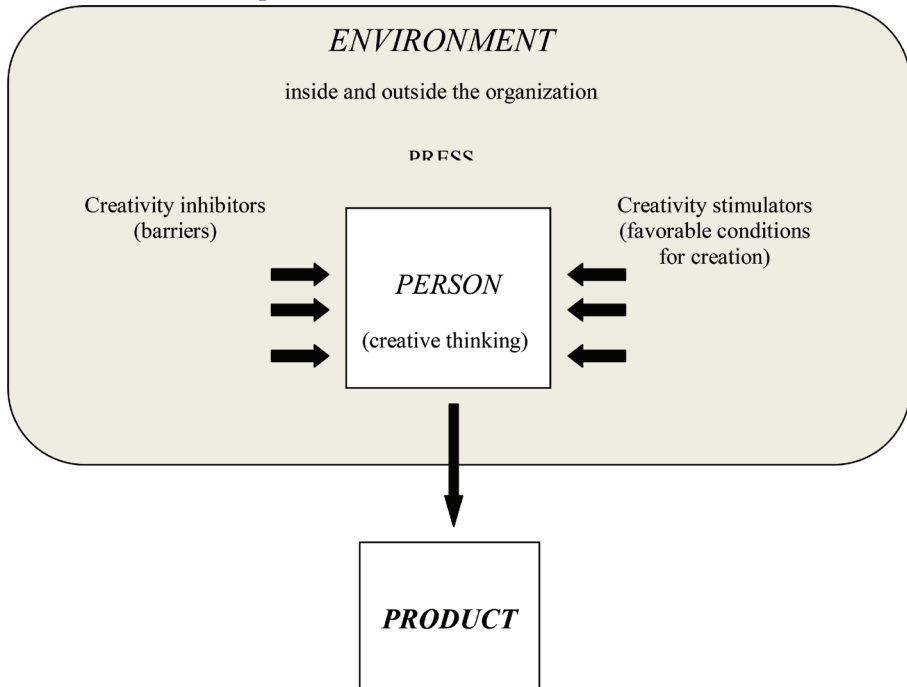 ENVIRONMENT
inside and outside the organization
PRESS
Creativity inhibitors
(barriers)
Creativity stimulators
(favorable conditions
for creation)
PERSON
(creative thinking)
PRODUCT